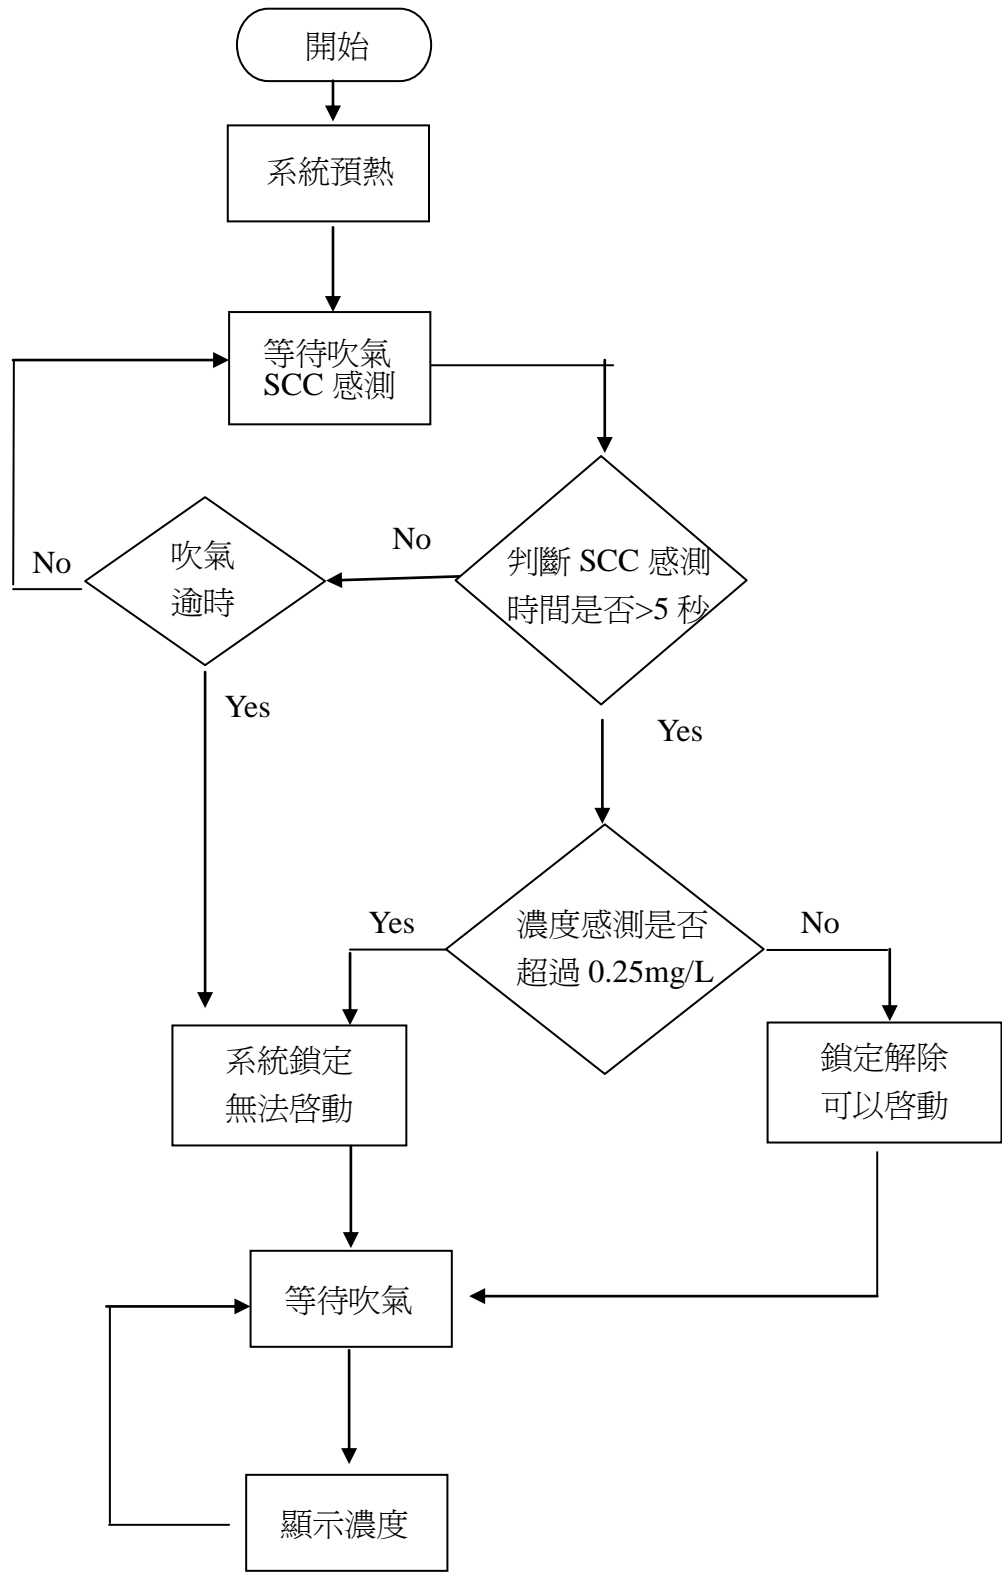 開始
系統預熱
等待吹氣
SCC 感測
No
吹氣
逾時
No
判斷 SCC 感測
時間是否>5 秒
Yes
Yes
Yes
濃度感測是否
超過 0.25mg/L
No
系統鎖定
無法啓動
鎖定解除
可以啓動
等待吹氣
顯示濃度